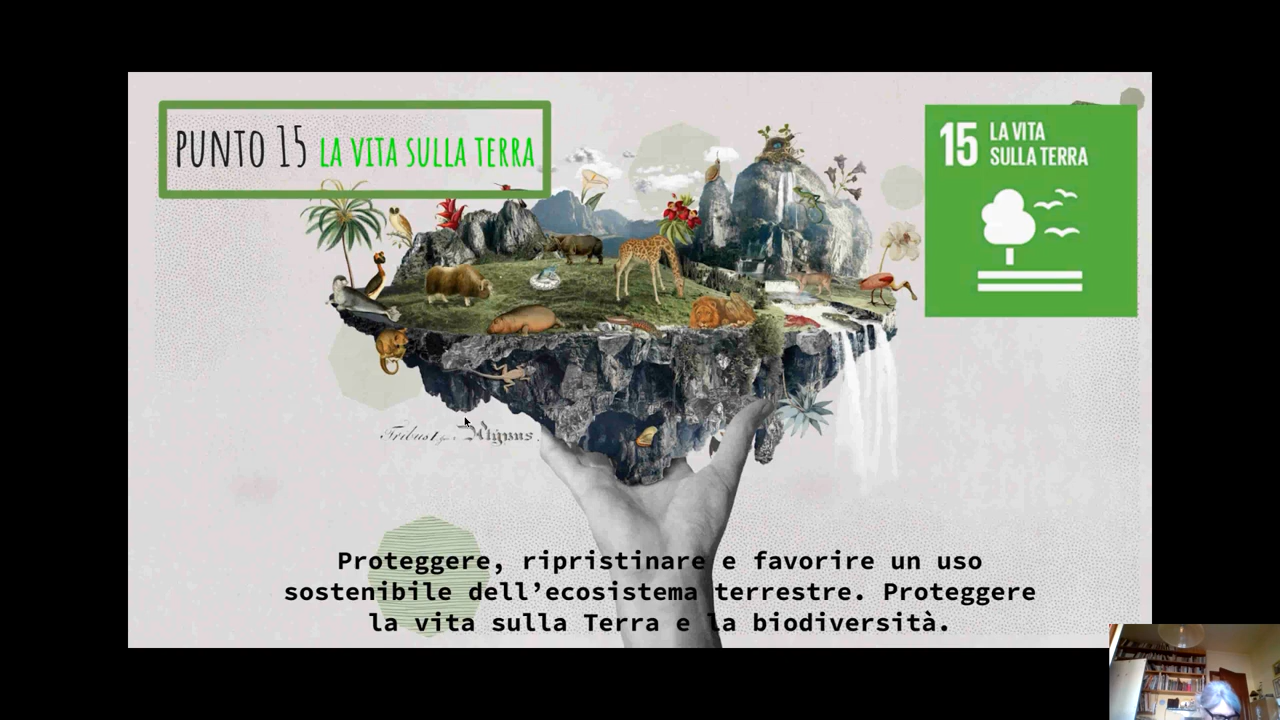 PUNTO 15 LA VITA SULLA TERRA
15 LA VITA
SULLA TERRA
Proteggere, ripristinare e favorire un uso
sostenibile dell’ecosistema terrestre. Proteggere
la vita sulla Terra e la biodiversità.